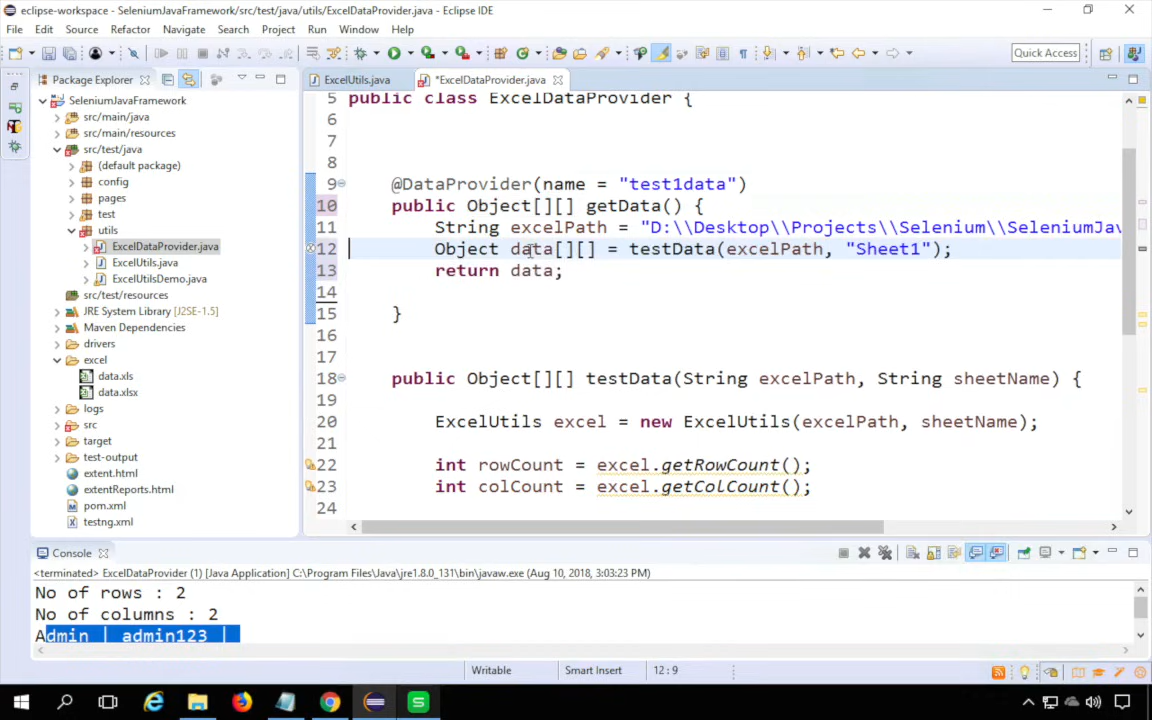 eclipse-workspace - SeleniumJavaFramework/src/test/java/utils/ExcelDataProvider.java - Eclipse IDE
File Edit Source Refactor Navigate Search Project Run Window Help
Quick Access
Package Explorer
ExcelUtils.java
*ExcelDataProvider.java
SeleniumJavaFramework
src/main/java
src/main/resources
src/test/java
(default package)
config
pages
test
utils
ExcelDataProvider.java
ExcelUtils.java
ExcelUtilsDemo.java
src/test/resources
JRE System Library [J2SE-1.5]
Maven Dependencies
drivers
excel
data.xls
data.xlsx
logs
src
target
test-output
extent.html
extentReports.html
pom.xml
testng.xml
5 public class ExcelDataProvider {
6
7
8
9 @DataProvider(name = "test1data")
10 public Object[][] getData() {
11 String excelPath = "D:\\Desktop\\Projects\\Selenium\\SeleniumJav
12 Object data[][] = testData(excelPath, "Sheet1");
13 return data;
14
15 }
16
17
18 public Object[][] testData(String excelPath, String sheetName) {
19
20 ExcelUtils excel = new ExcelUtils(excelPath, sheetName);
21
22 int rowCount = excel.getRowCount();
23 int colCount = excel.getColCount();
24
Console
<terminated> ExcelDataProvider (1) [Java Application] C:\Program Files\Java\jre1.8.0_131\bin\javaw.exe (Aug 10, 2018, 3:03:23 PM)
No of rows : 2
No of columns : 2
Admin | admin123 |
Writable Smart Insert 12:9